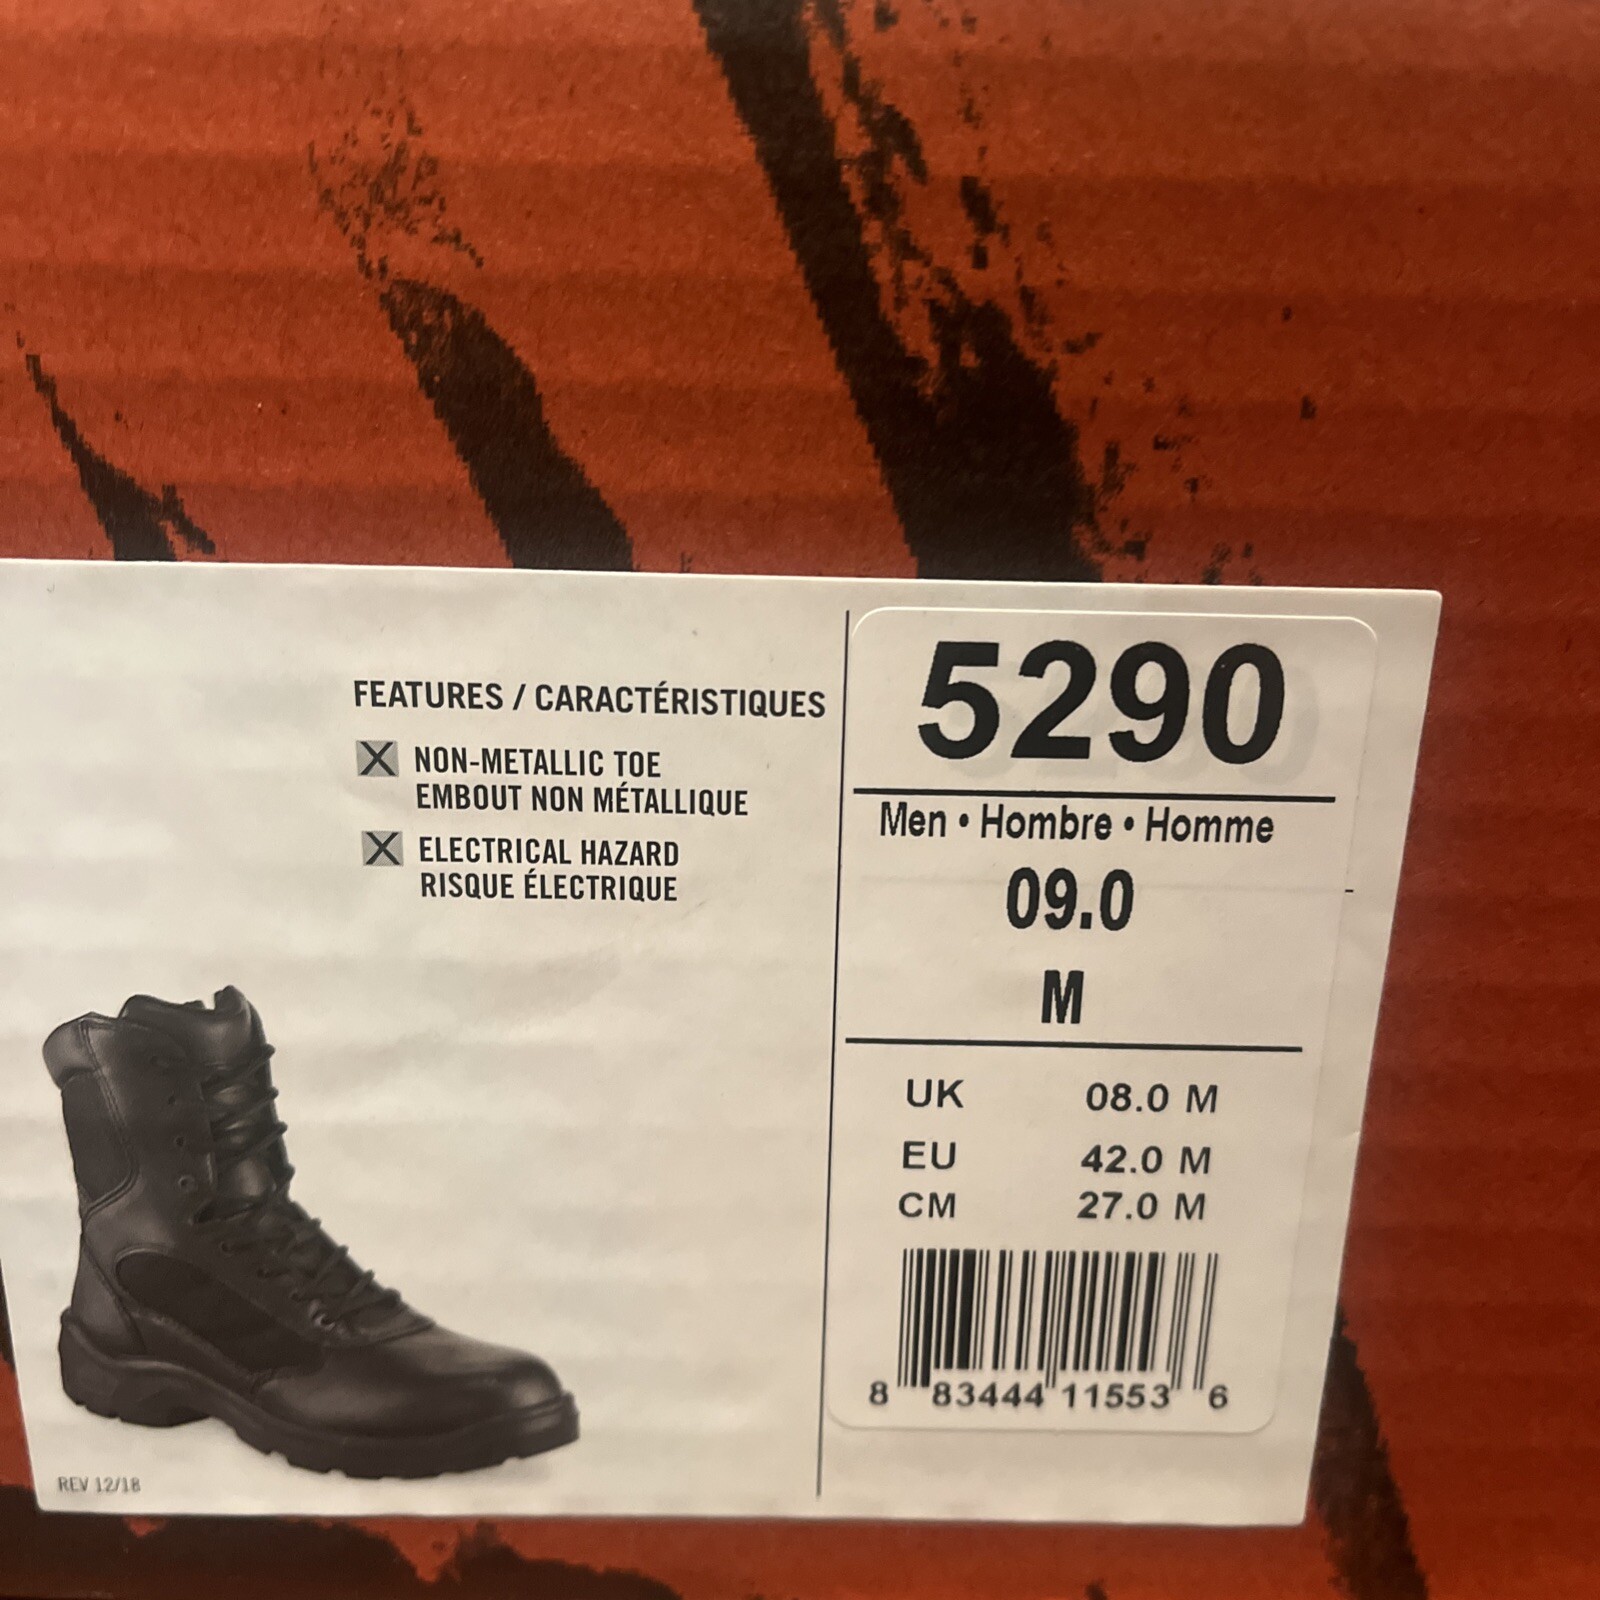 FEATURES / CARACTÉRISTIQUES
NON-METALLIC TOE
EMBOUT NON MÉTALLIQUE
ELECTRICAL HAZARD
RISQUE ÉLECTRIQUE
REV 12/18
5290
Men • Hombre • Homme
09.0
M
UK 08.0 M
EU 42.0 M
CM 27.0 M
8 83444 11553 6